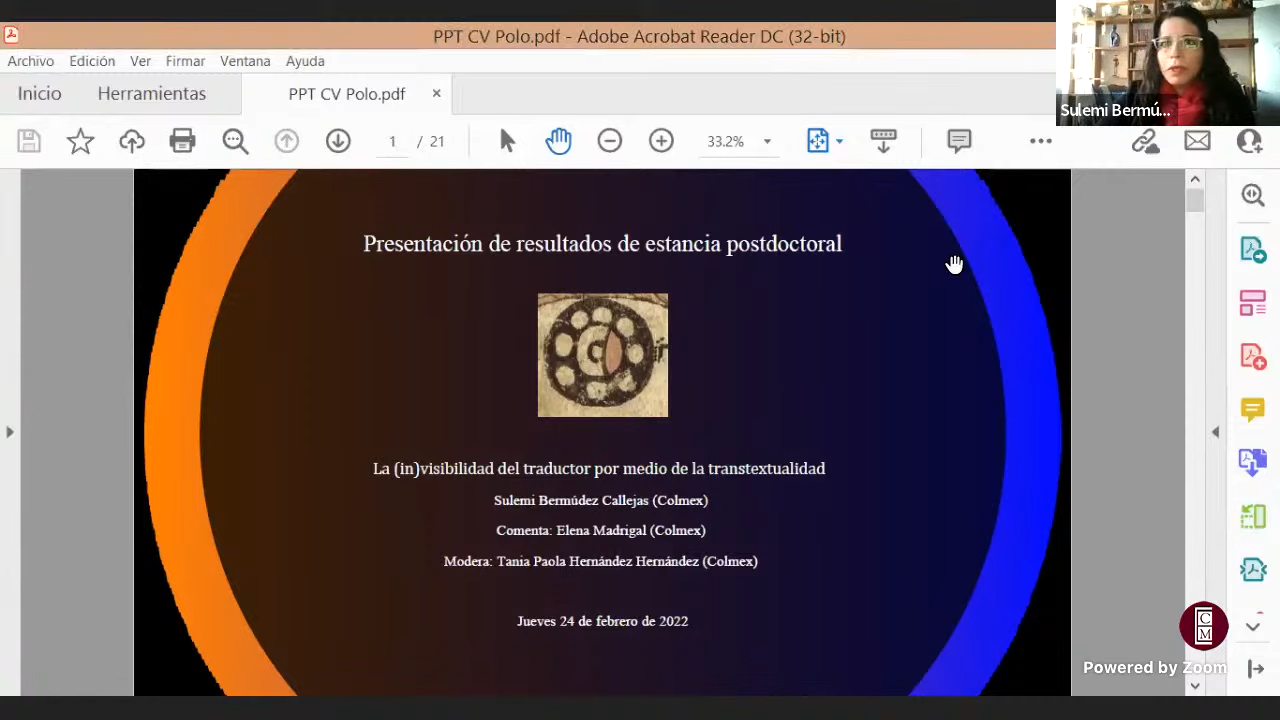 PPT CV Polo.pdf - Adobe Acrobat Reader DC (32-bit)
Archivo Edición Ver Firmar Ventana Ayuda
Inicio Herramientas PPT CV Polo.pdf ×
1 / 21 33.2%
Sulemi Bermú...
Presentación de resultados de estancia postdoctoral
La (in)visibilidad del traductor por medio de la transtextualidad
Sulemi Bermúdez Callejas (Colmex)
Comenta: Elena Madrigal (Colmex)
Modera: Tania Paola Hernández Hernández (Colmex)
Jueves 24 de febrero de 2022
C
M
Powered by Zoom